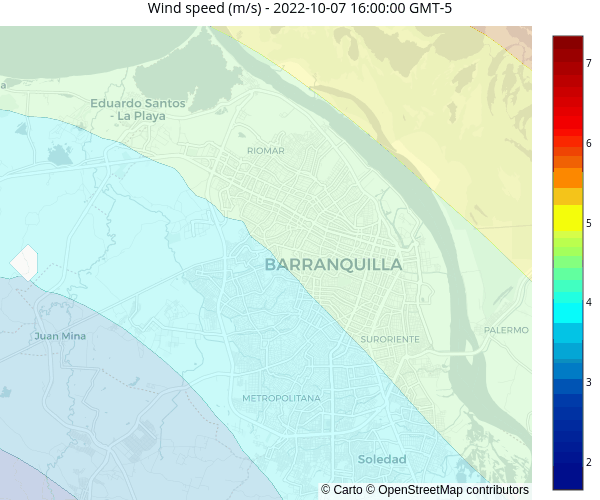 Wind speed (m/s) - 2022-10-07 16:00:00 GMT-5
a
Eduardo Santos
- La Playa
RIOMAR
BARRANQUILLA
Juan Mina
SURORIENTE
PALERMO
METROPOLITANA
Soledad
© Carto © OpenStreetMap contributors
7
6
5
4
3
2